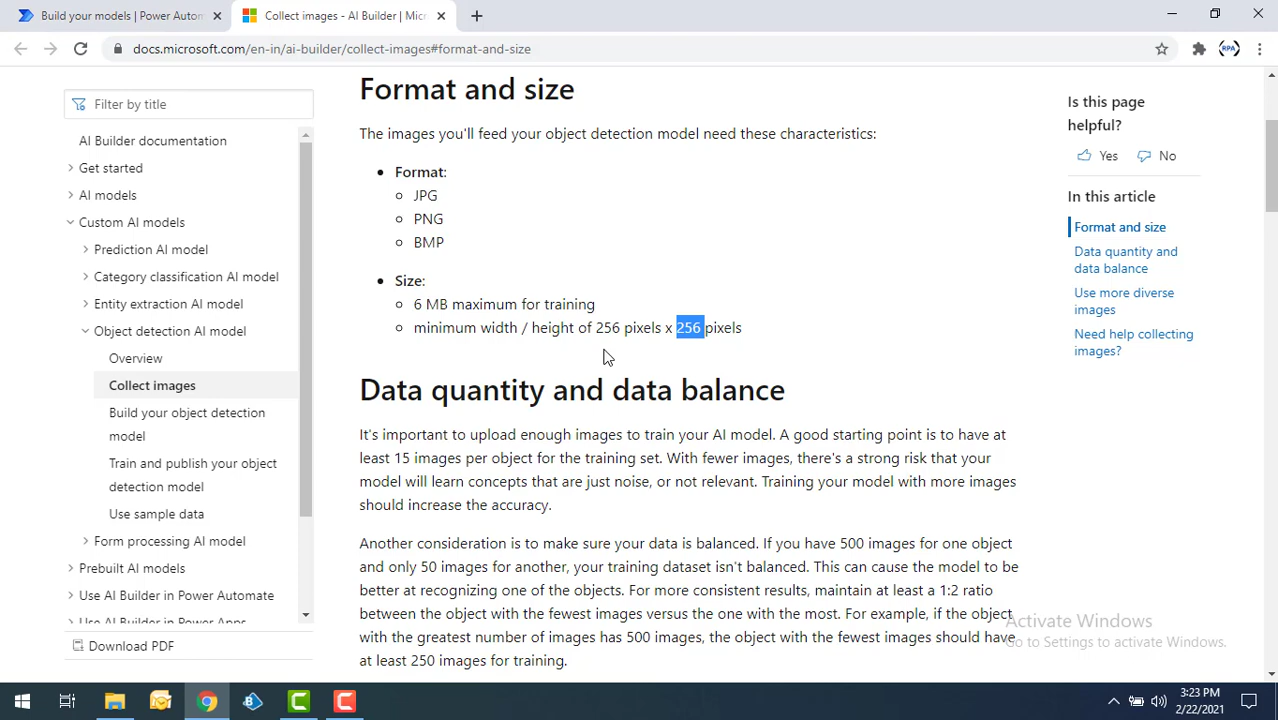 Build your models | Power Autom
Collect images - AI Builder | Micr
docs.microsoft.com/en-in/ai-builder/collect-images#format-and-size
RPA
Filter by title
AI Builder documentation
Get started
AI models
Custom AI models
Prediction AI model
Category classification AI model
Entity extraction AI model
Object detection AI model
Overview
Collect images
Build your object detection
model
Train and publish your object
detection model
Use sample data
Form processing AI model
Prebuilt AI models
Use AI Builder in Power Automate
Use AI Builder in Power Apps
Download PDF
Format and size
The images you'll feed your object detection model need these characteristics:
Format:
JPG
PNG
BMP
Size:
6 MB maximum for training
minimum width / height of 256 pixels x 256 pixels
Data quantity and data balance
It's important to upload enough images to train your AI model. A good starting point is to have at
least 15 images per object for the training set. With fewer images, there's a strong risk that your
model will learn concepts that are just noise, or not relevant. Training your model with more images
should increase the accuracy.
Another consideration is to make sure your data is balanced. If you have 500 images for one object
and only 50 images for another, your training dataset isn't balanced. This can cause the model to be
better at recognizing one of the objects. For more consistent results, maintain at least a 1:2 ratio
between the object with the fewest images versus the one with the most. For example, if the object
with the greatest number of images has 500 images, the object with the fewest images should have
at least 250 images for training.
Is this page
helpful?
Yes
No
In this article
Format and size
Data quantity and
data balance
Use more diverse
images
Need help collecting
images?
Activate Windows
Go to Settings to activate Windows.
3:23 PM
2/22/2021